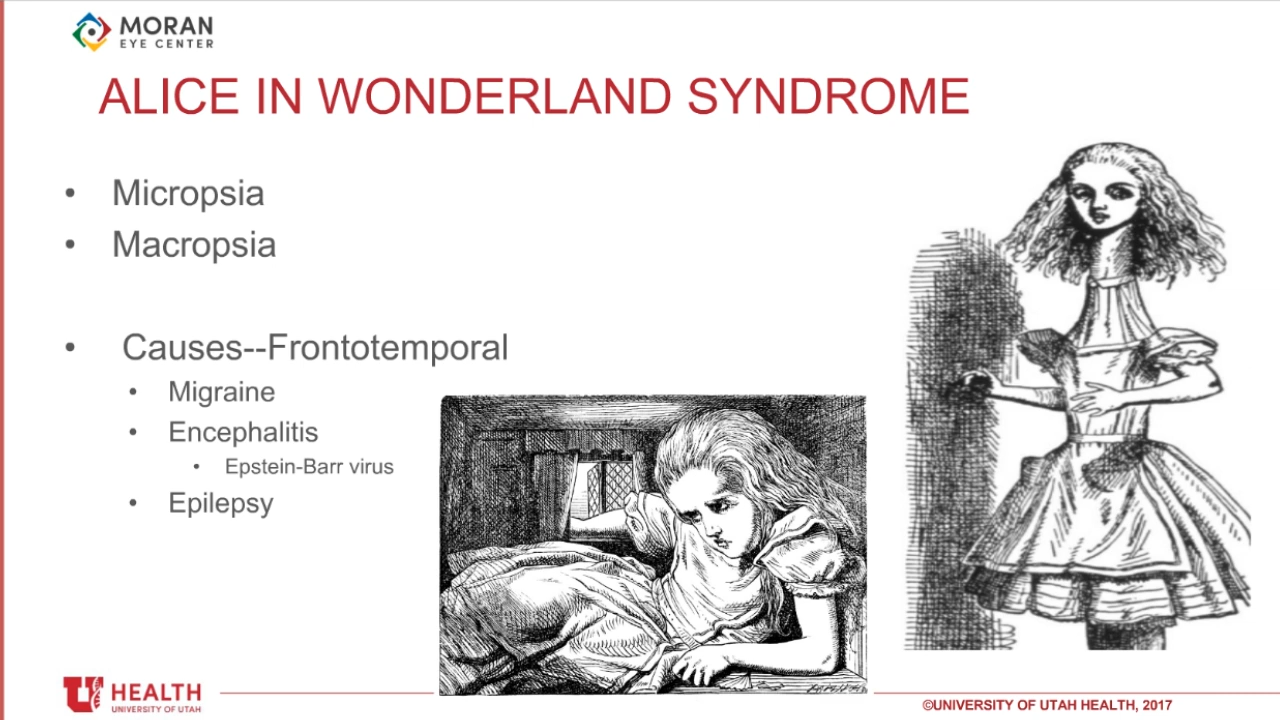 MORAN
EYE CENTER
ALICE IN WONDERLAND SYNDROME
• Micropsia
• Macropsia
• Causes--Frontotemporal
• Migraine
• Encephalitis
• Epstein-Barr virus
• Epilepsy
U HEALTH
UNIVERSITY OF UTAH
©UNIVERSITY OF UTAH HEALTH, 2017